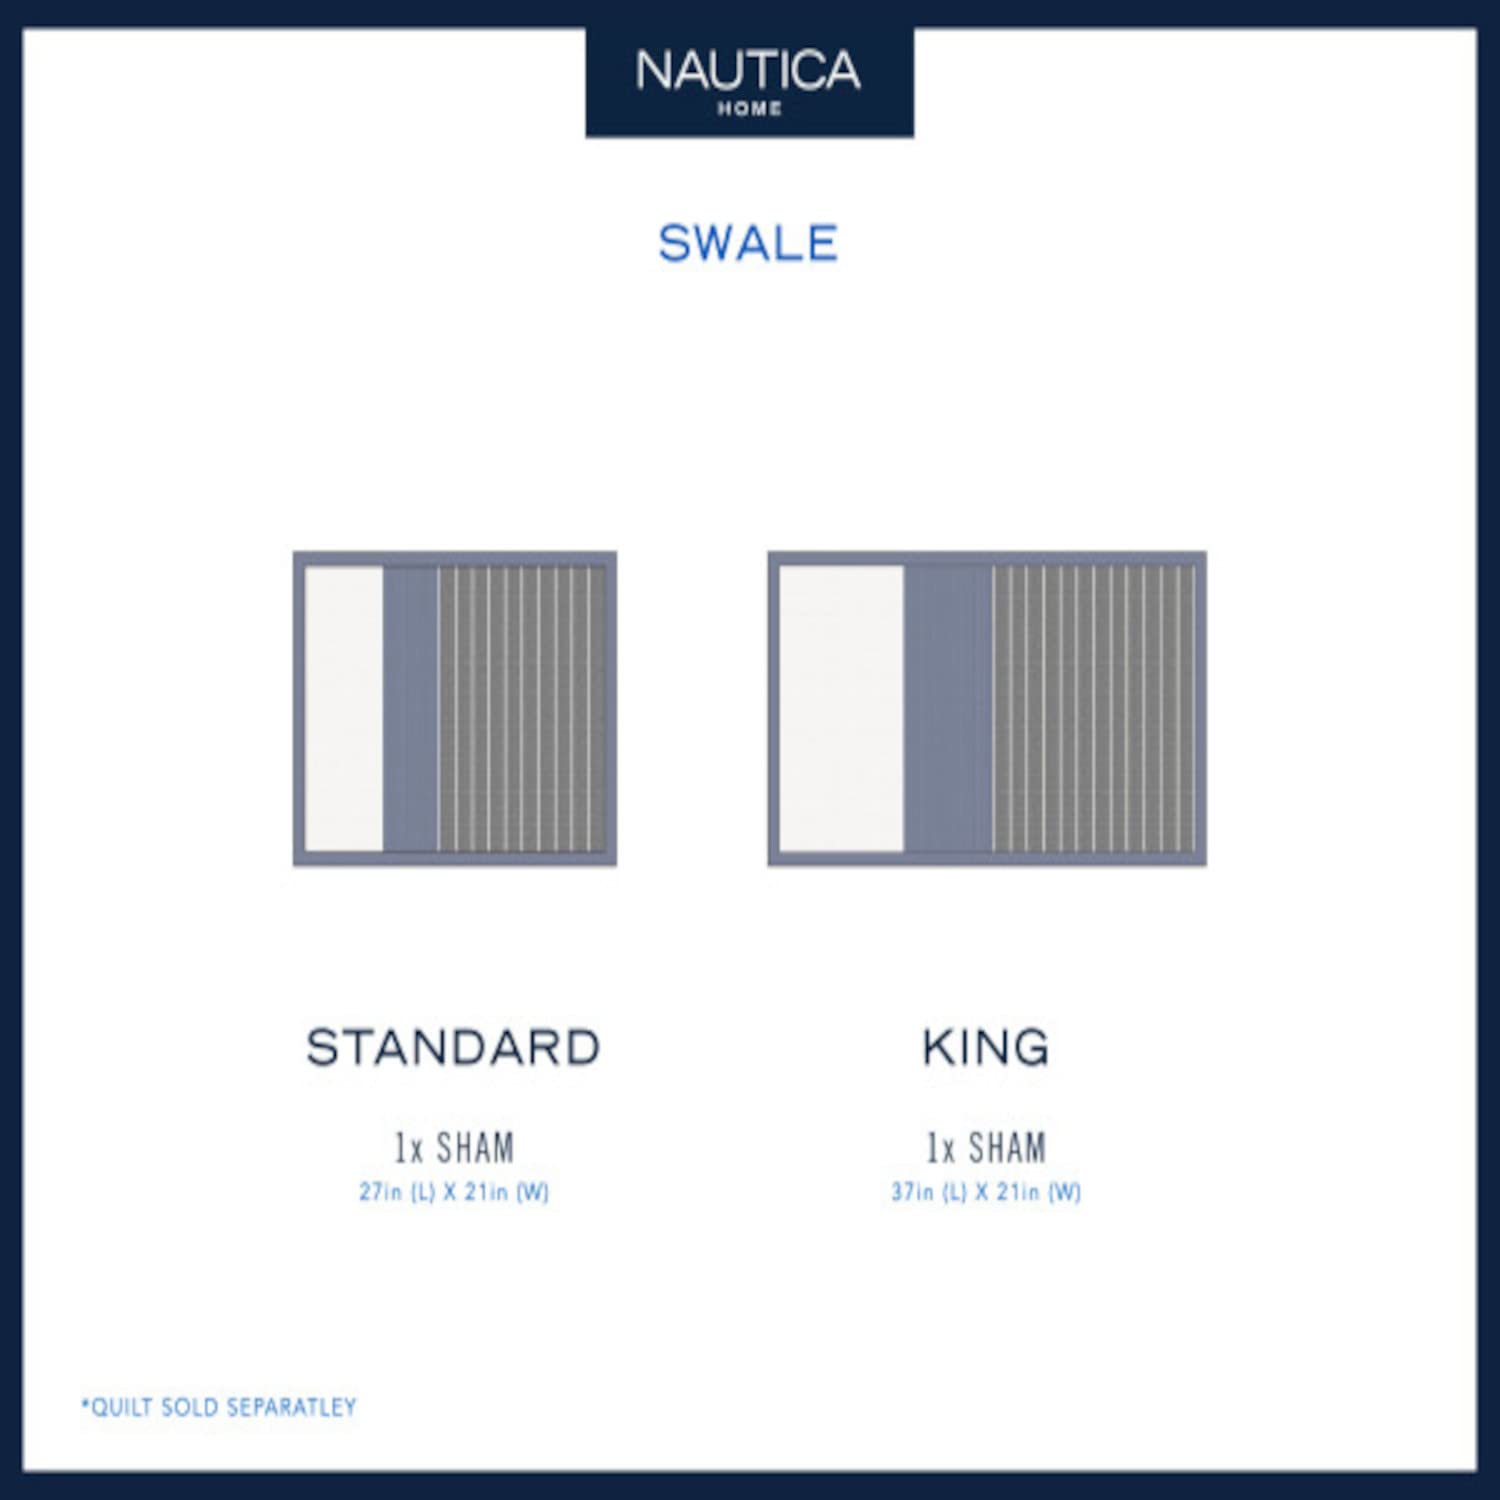 NAUTICA
HOME
SWALE
STANDARD
KING
1x SHAM
27in (L) X 21in (W)
1x SHAM
37in (L) X 21in (W)
*QUILT SOLD SEPARATLEY